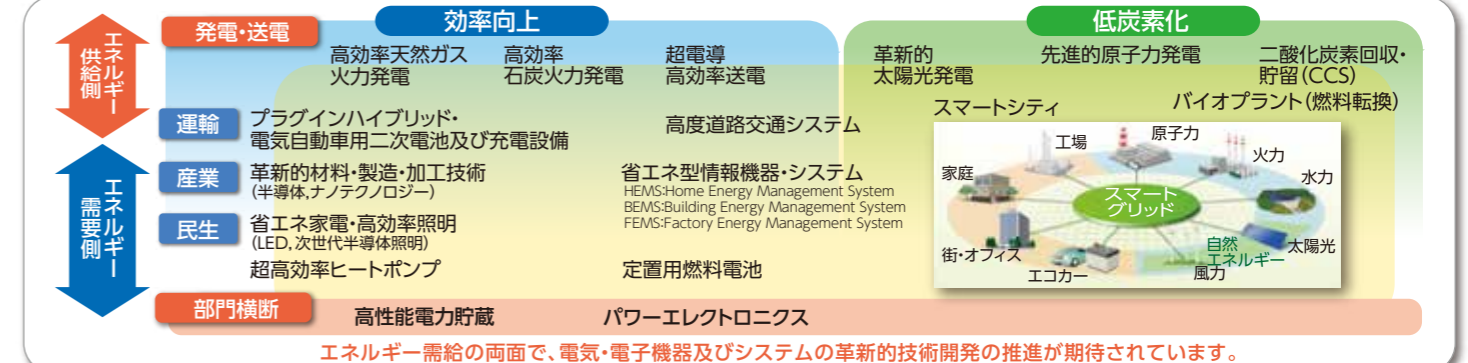 効率向上
低炭素化
エネルギー
供給側
発電・送電
高効率天然ガス
火力発電
高効率
石炭火力発電
超電導
高効率送電
革新的
太陽光発電
先進的原子力発電
二酸化炭素回収・
貯留(CCS)
スマートシティ
バイオプラント(燃料転換)
運輸
プラグインハイブリッド・
電気自動車用二次電池及び充電設備
高度道路交通システム
エネルギー
需要側
産業
革新的材料・製造・加工技術
(半導体,ナノテクノロジー)
省エネ型情報機器・システム
HEMS:Home Energy Management System
BEMS:Building Energy Management System
FEMS:Factory Energy Management System
民生
省エネ家電・高効率照明
(LED,次世代半導体照明)
超高効率ヒートポンプ
定置用燃料電池
家庭
工場
原子力
火力
水力
スマート
グリッド
街・オフィス
エコカー
風力
自然
エネルギー
太陽光
部門横断
高性能電力貯蔵
パワーエレクトロニクス
エネルギー需給の両面で、電気・電子機器及びシステムの革新的技術開発の推進が期待されています。